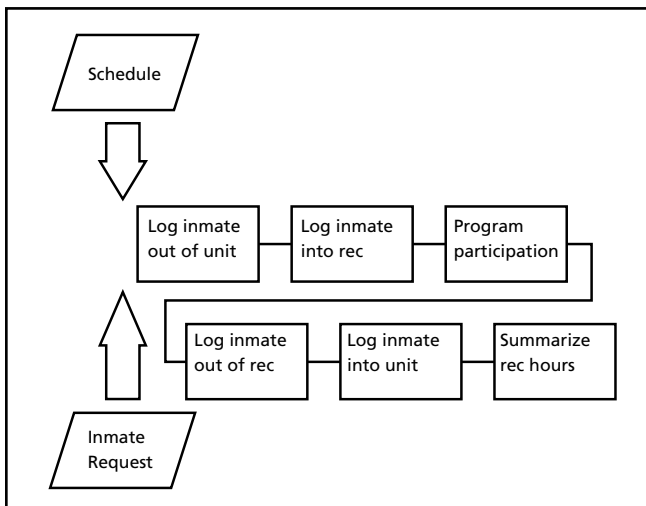 Schedule
Log inmate
out of unit
Log inmate
into rec
Program
participation
Log inmate
out of rec
Log inmate
into unit
Summarize
rec hours
Inmate
Request